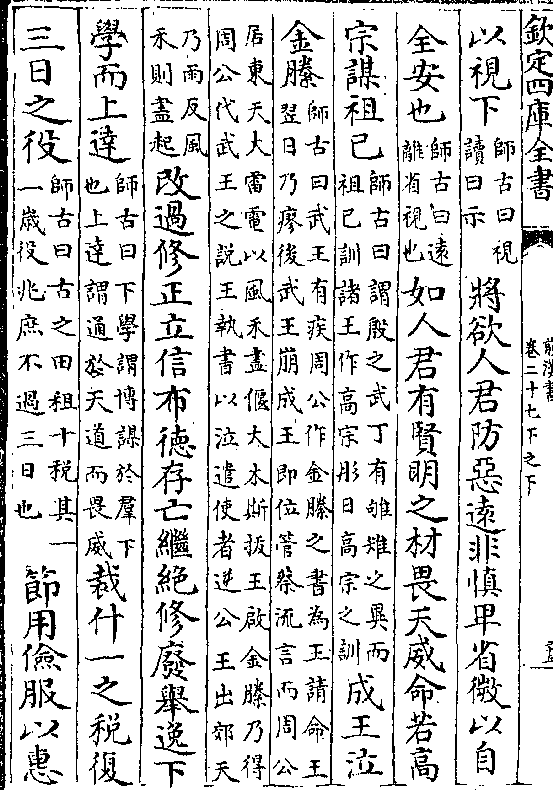 欽定四庫全書
前漢書
卷二十七下之下
以視下師古曰視讀曰示將欲人君防惡遠非慎卑省微以自
全安也師古曰遠離省視也如人君有賢明之材畏天威命若高
宗謀祖己師古曰謂殷之武丁有雊雉之異而祖己訓諸王作高宗肜日高宗之訓成王泣
金縢師古曰武王有疾周公作金縢之書為王請命王翌日乃瘳後武王崩成王即位管蔡流言而周公
居東天大雷電以風禾盡偃大木斯拔王啟金縢乃得周公代武王之説王執書以泣遣使者逆公王出郊天
乃雨反風禾則盡起改過修正立信布德存亡繼絶修廢舉逸下
學而上達師古曰下學謂博謀於羣下也上達謂通於天道而畏威裁什一之税復
三日之役師古曰古之田租十税其一一歳役兆庶不過三日也節用儉服以惠